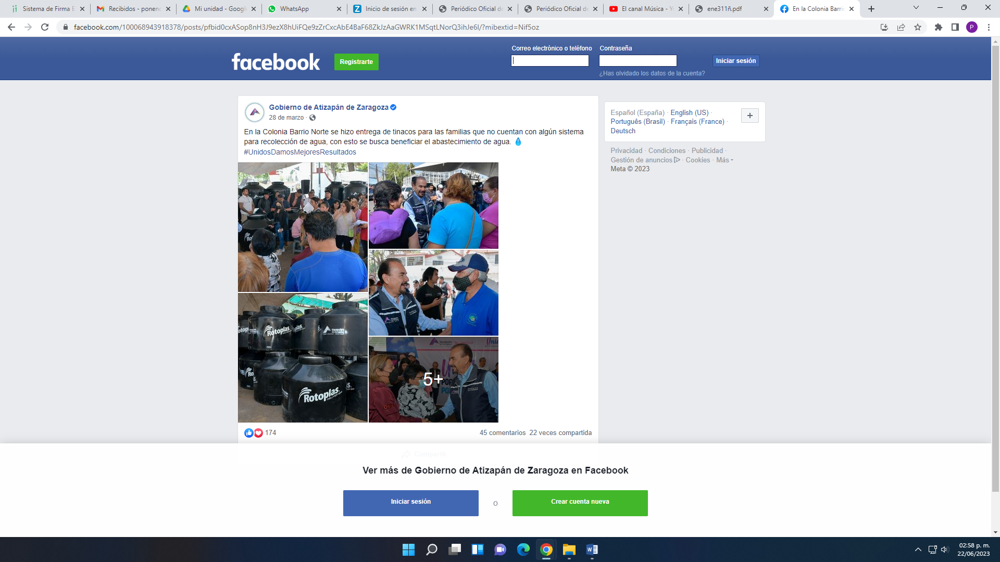 Sistema de Firma E
Recibidos - ponenc
Mi unidad - Google
WhatsApp
Inicio de sesión en
Periódico Oficial de
Periódico Oficial de
El canal Música - Y
ene311ñ.pdf
En la Colonia Barri
facebook.com/100068943918378/posts/pfbid0cxASop8nH3J9ezX8hUiFQe9zZrCxcAbE4BaF68ZkJzAaGWRK1MSqtLNorQ3ihJe6l/?mibextid=Nif5oz
P
facebook
Registrarte
Correo electrónico o teléfono
Contraseña
Iniciar sesión
¿Has olvidado los datos de la cuenta?
Gobierno de Atizapán de Zaragoza
28 de marzo ·
En la Colonia Barrio Norte se hizo entrega de tinacos para las familias que no cuentan con algún sistema
para recolección de agua, con esto se busca beneficiar el abastecimiento de agua. 💧
#UnidosDamosMejoresResultados
Rotoplas
Atizapán
Rotoplas
Atizapán
5+
174
45 comentarios 22 veces compartida
Compartir
Español (España) · English (US) ·
Português (Brasil) · Français (France) ·
Deutsch
Privacidad · Condiciones · Publicidad ·
Gestión de anuncios · Cookies · Más
Meta © 2023
Ver más de Gobierno de Atizapán de Zaragoza en Facebook
Iniciar sesión
o
Crear cuenta nueva
02:58 p. m.
22/06/2023